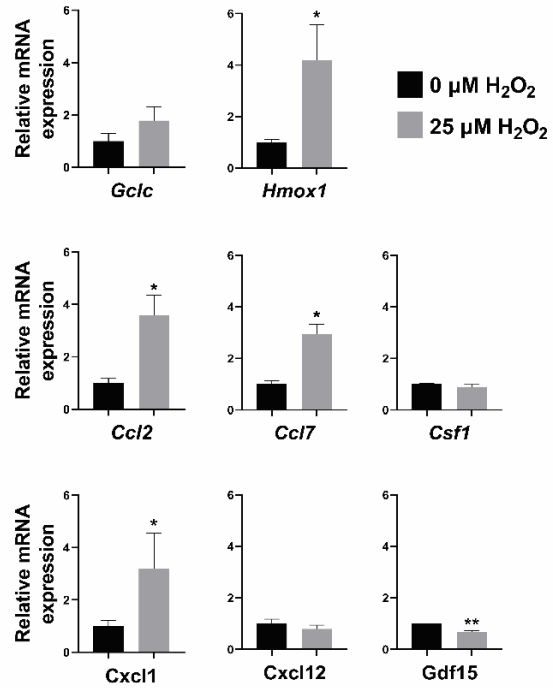 Relative mRNA
expression
6
4
2
0
Gclc
6
4
2
0
*
Hmox1
0 µM H₂O₂
25 µM H₂O₂
Relative mRNA
expression
6
4
2
0
*
Ccl2
6
4
2
0
*
Ccl7
6
4
2
0
Csf1
Relative mRNA
expression
6
4
2
0
*
Cxcl1
6
4
2
0
Cxcl12
6
4
2
0
**
Gdf15